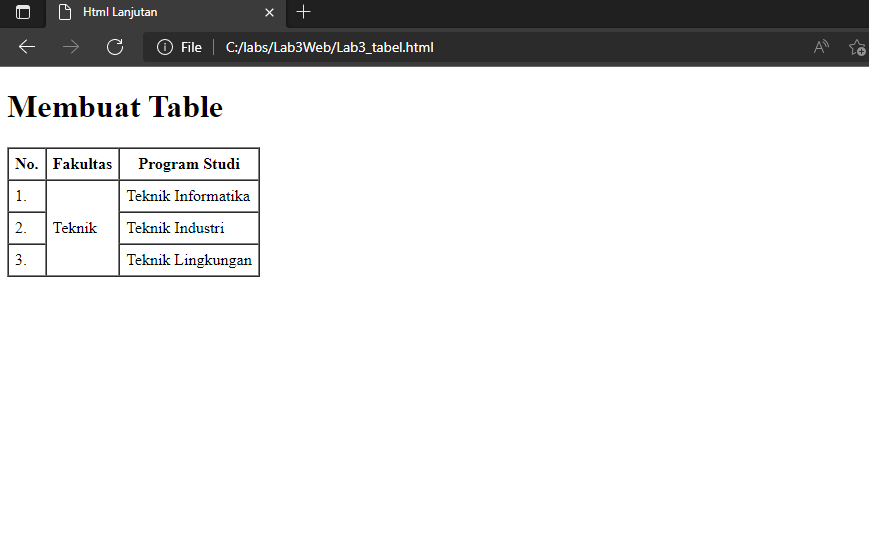 Html Lanjutan
File C:/labs/Lab3Web/Lab3_tabel.html
Membuat Table
No. Fakultas Program Studi
1. Teknik Informatika
2. Teknik Teknik Industri
3. Teknik Lingkungan